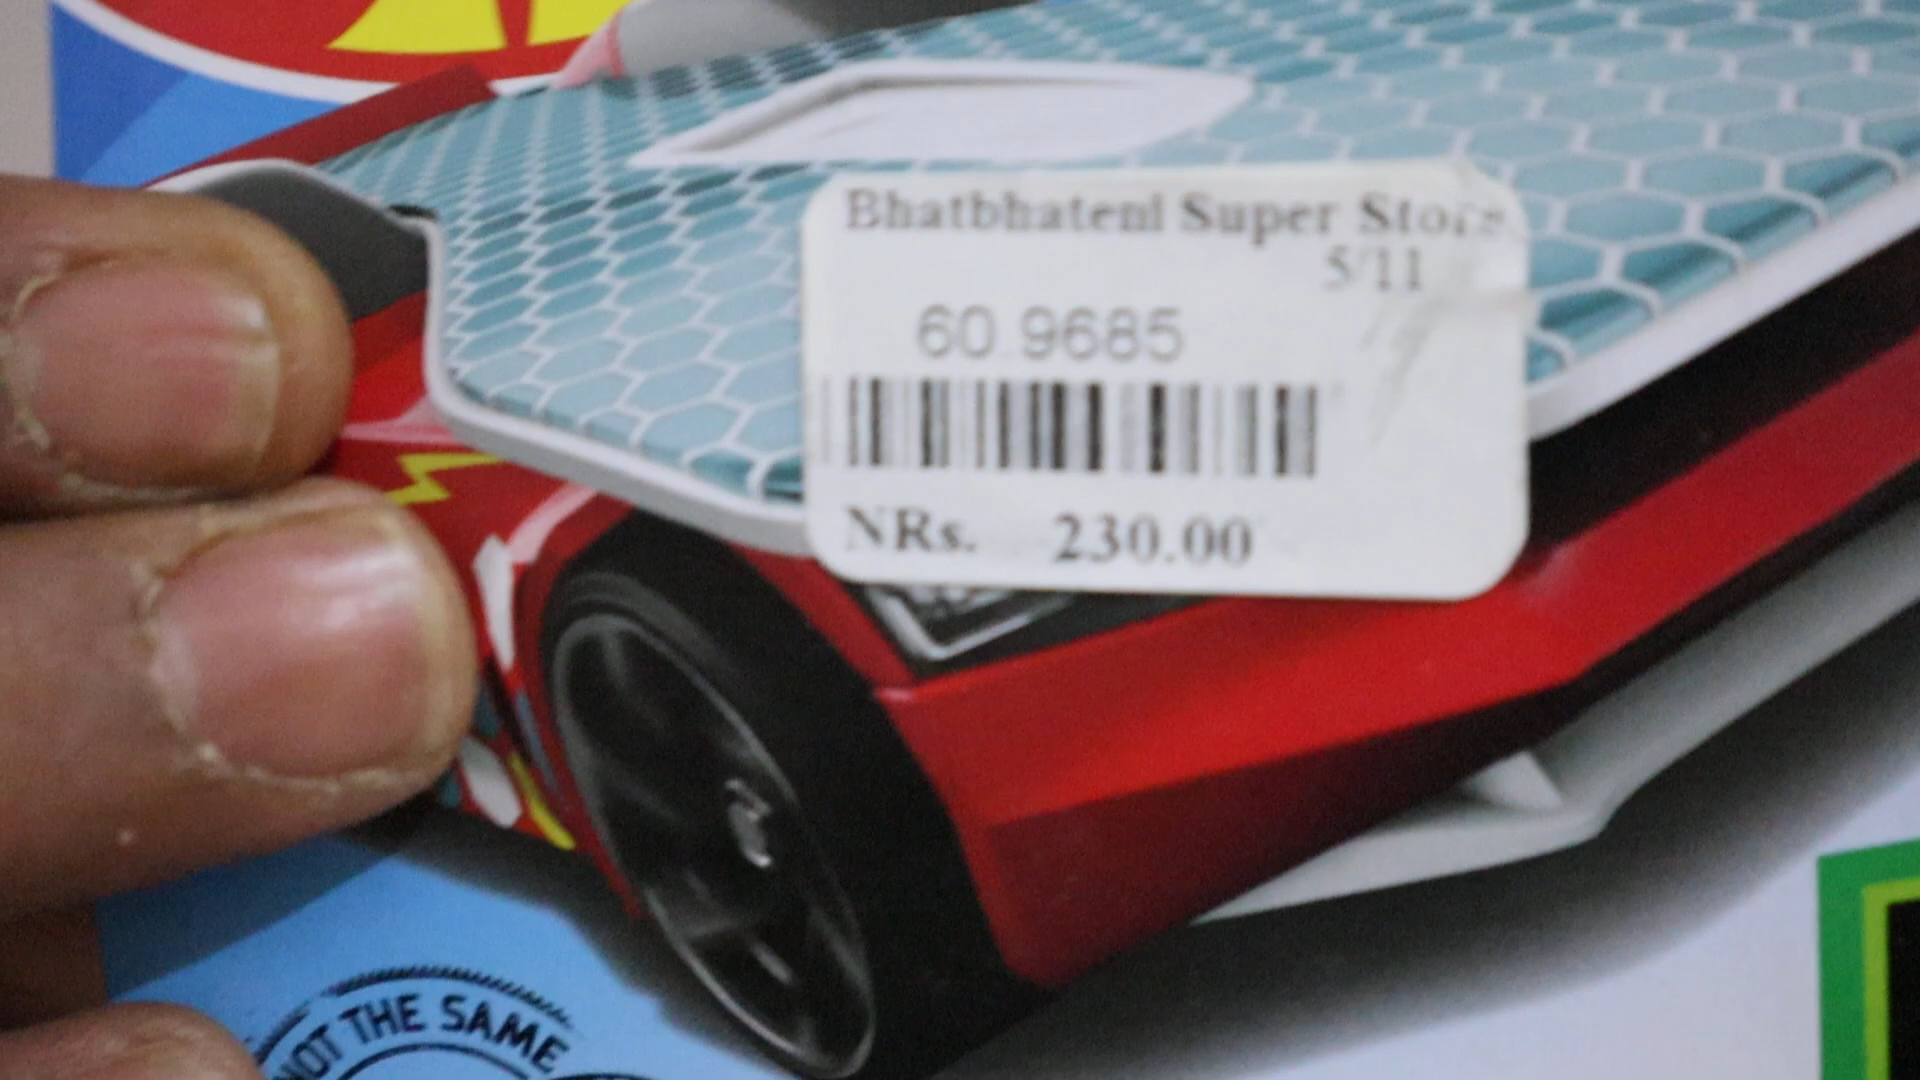 Bhatbhateni Super Store
5/11
60 9685
NRs. 230.00
NOT THE SAME